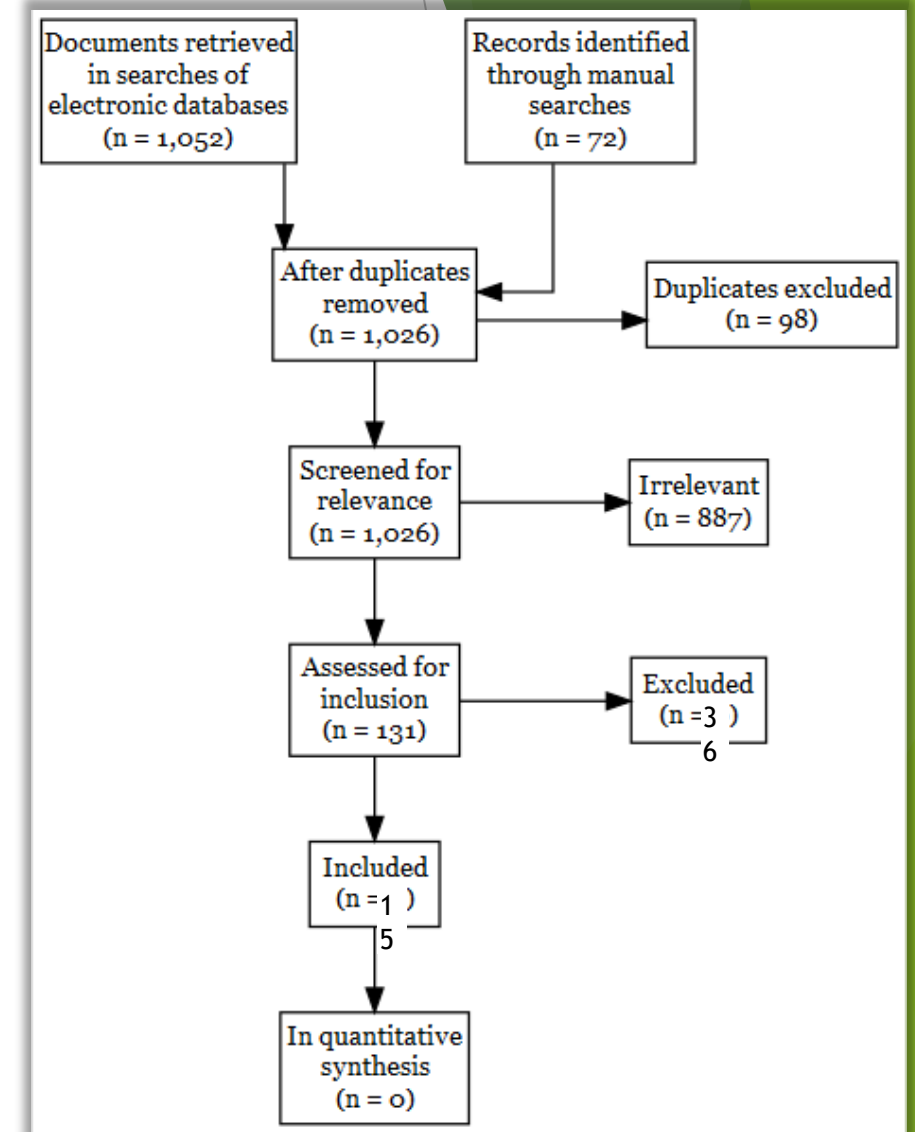 Documents retrieved
in searches of
electronic databases
(n = 1,052)
Records identified
through manual
searches
(n = 72)
After duplicates
removed
(n = 1,026)
Duplicates excluded
(n = 98)
Screened for
relevance
(n = 1,026)
Irrelevant
(n = 887)
Assessed for
inclusion
(n = 131)
Excluded
(n =3 )
6
Included
(n =1 )
5
In quantitative
synthesis
(n = 0)